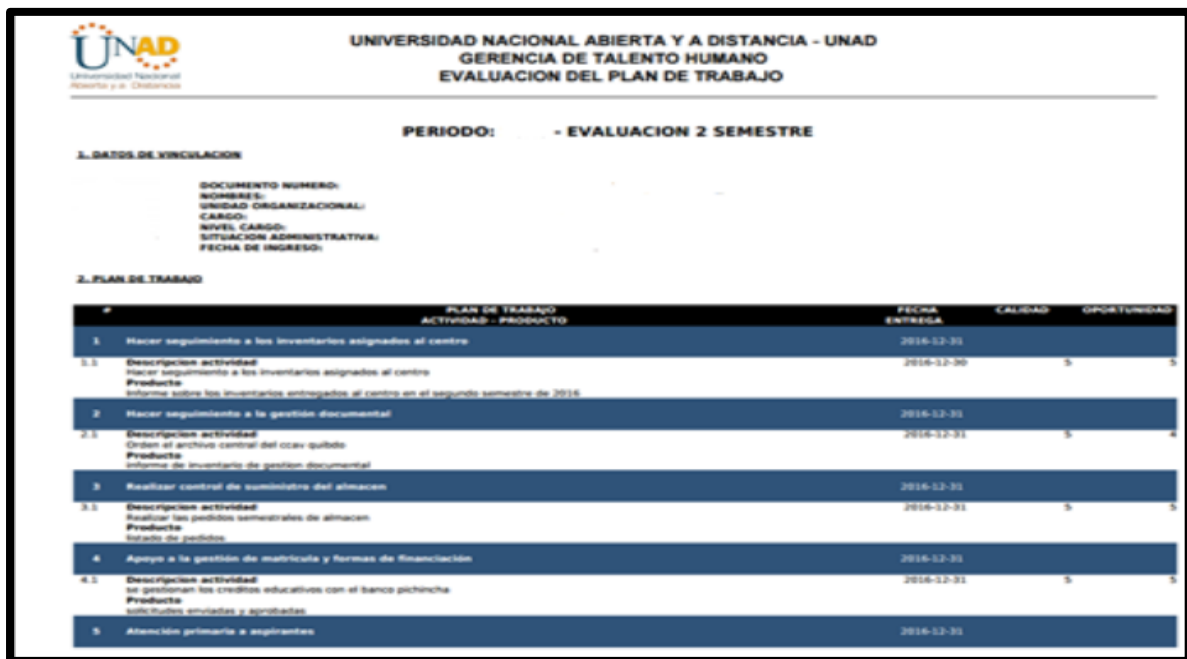 UNAD
Universidad Nacional
Abierta y a Distancia
UNIVERSIDAD NACIONAL ABIERTA Y A DISTANCIA - UNAD
GERENCIA DE TALENTO HUMANO
EVALUACION DEL PLAN DE TRABAJO
PERIODO: - EVALUACION 2 SEMESTRE
1. DATOS DE VINCULACION
DOCUMENTO NUMERO:
NOMBRES:
UNIDAD ORGANIZACIONAL:
CARGO:
NIVEL CARGO:
SITUACION ADMINISTRATIVA:
FECHA DE INGRESO:
2. PLAN DE TRABAJO
# PLAN DE TRABAJO FECHA CALIDAD OPORTUNIDAD
ACTIVIDAD - PRODUCTO ENTREGA
1 Hacer seguimiento a los inventarios asignados al centro 2016-12-31
1.1 Descripcion actividad 2016-12-30 5 5
Hacer seguimiento a los inventarios asignados al centro
Producto
Informe sobre los inventarios entregados al centro en el segundo semestre de 2016
2 Hacer seguimiento a la gestión documental 2016-12-31
2.1 Descripcion actividad 2016-12-31 5 4
Orden el archivo central del ccav quibdo
Producto
informe de inventario de gestion documental
3 Realizar control de suministro del almacen 2016-12-31
3.1 Descripcion actividad 2016-12-31 5 5
Realizar las pedidos semestrales de almacen
Producto
listado de pedidos
4 Apoyo a la gestión de matricula y formas de financiación 2016-12-31
4.1 Descripcion actividad 2016-12-31 5 5
se gestionan los creditos educativos con el banco pichincha
Producto
solicitudes enviadas y aprobadas
5 Atención primaria a aspirantes 2016-12-31